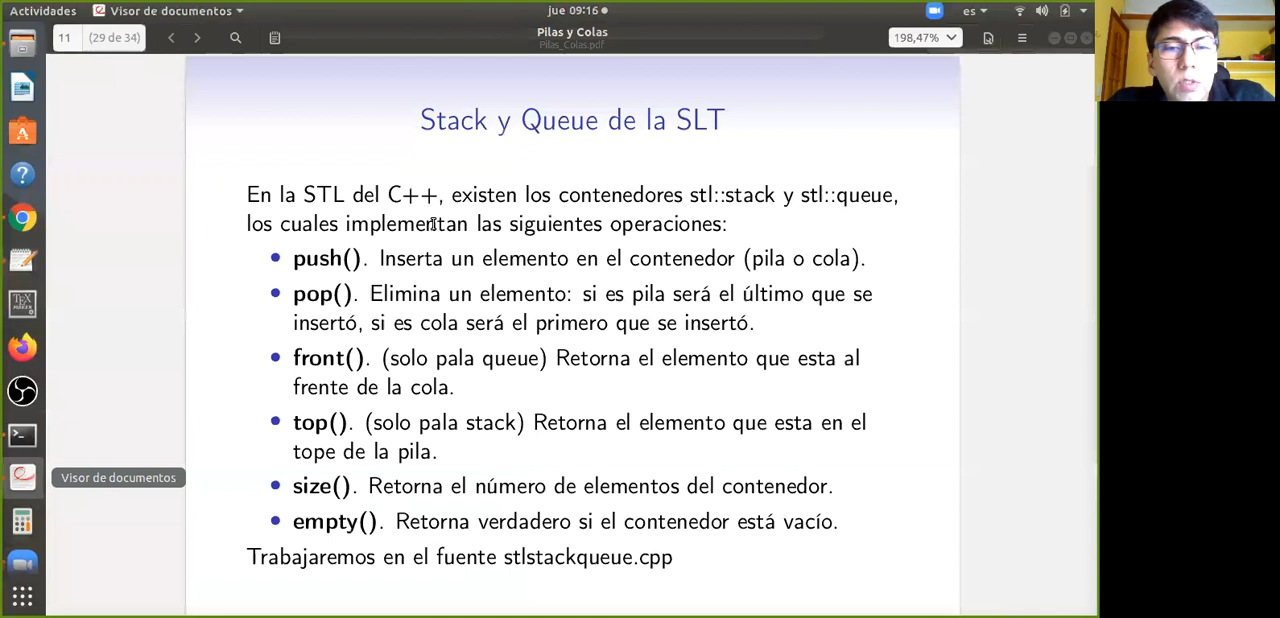 Actividades Visor de documentos jue 09:16 es
11 (29 de 34) Pilas y Colas 198,47%
Pilas_Colas.pdf
Stack y Queue de la SLT
En la STL del C++, existen los contenedores stl::stack y stl::queue,
los cuales implementan las siguientes operaciones:
• push(). Inserta un elemento en el contenedor (pila o cola).
• pop(). Elimina un elemento: si es pila será el último que se
insertó, si es cola será el primero que se insertó.
• front(). (solo pala queue) Retorna el elemento que esta al
frente de la cola.
• top(). (solo pala stack) Retorna el elemento que esta en el
tope de la pila.
Visor de documentos
• size(). Retorna el número de elementos del contenedor.
• empty(). Retorna verdadero si el contenedor está vacío.
Trabajaremos en el fuente stlstackqueue.cpp